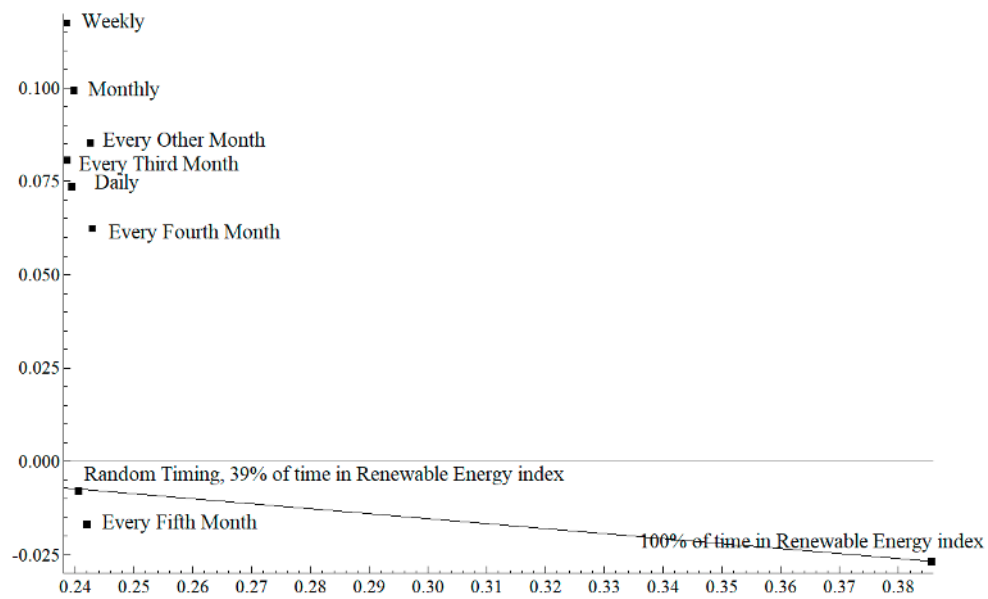 Weekly
0.100
Monthly
Every Other Month
Every Third Month
0.075
Daily
Every Fourth Month
0.050
0.025
0.000
Random Timing, 39% of time in Renewable Energy index
Every Fifth Month
100% of time in Renewable Energy index
-0.025
0.24 0.25 0.26 0.27 0.28 0.29 0.30 0.31 0.32 0.33 0.34 0.35 0.36 0.37 0.38